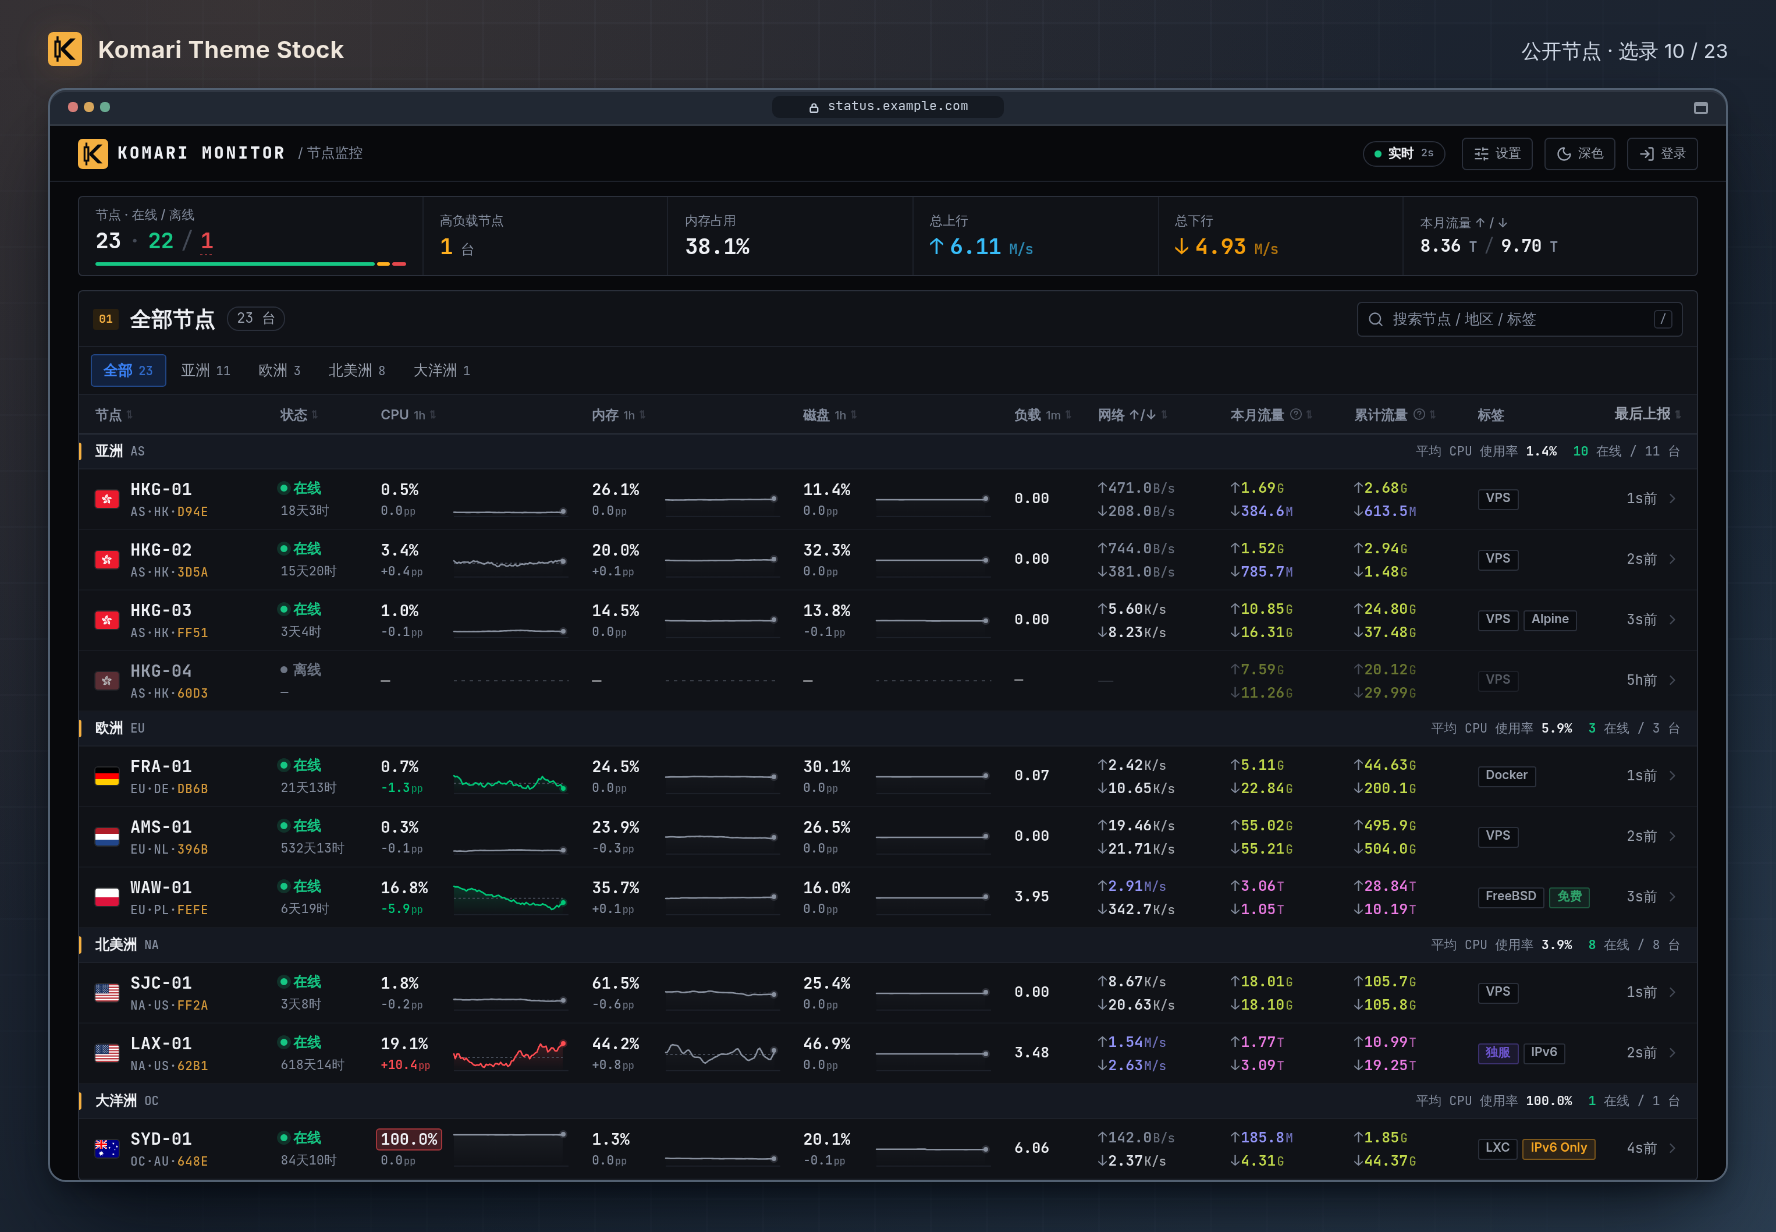 Komari Theme Stock
公开节点 · 选录 10 / 23
status.example.com
KOMARI MONITOR / 节点监控
实时 2s 设置 深色 登录
节点 · 在线 / 离线 高负载节点 内存占用 总上行 总下行 本月流量 ↑ / ↓
23 · 22 / 1 1 台 38.1% ↑ 6.11 M/s ↓ 4.93 M/s 8.36 T / 9.70 T
01 全部节点 23 台 搜索节点 / 地区 / 标签 /
全部 23 亚洲 11 欧洲 3 北美洲 8 大洋洲 1
节点 状态 CPU 1h 内存 1h 磁盘 1h 负载 1m 网络 ↑/↓ 本月流量 累计流量 标签 最后上报
亚洲 AS 平均 CPU 使用率 1.4% 10 在线 / 11 台
HKG-01 在线 0.5% 26.1% 11.4% 0.00 ↑471.0B/s ↑1.69G ↑2.68G VPS 1s前
AS·HK·D94E 18天3时 0.0pp 0.0pp 0.0pp ↓208.0B/s ↓384.6M ↓613.5M
HKG-02 在线 3.4% 20.0% 32.3% 0.00 ↑744.0B/s ↑1.52G ↑2.94G VPS 2s前
AS·HK·3D5A 15天20时 +0.4pp +0.1pp 0.0pp ↓381.0B/s ↓785.7M ↓1.48G
HKG-03 在线 1.0% 14.5% 13.8% 0.00 ↑5.60K/s ↑10.85G ↑24.80G VPS Alpine 3s前
AS·HK·FF51 3天4时 -0.1pp 0.0pp -0.1pp ↓8.23K/s ↓16.31G ↓37.48G
HKG-04 离线 — — — — — ↑7.59G ↑20.12G VPS 5h前
AS·HK·60D3 — ↓11.26G ↓29.99G
欧洲 EU 平均 CPU 使用率 5.9% 3 在线 / 3 台
FRA-01 在线 0.7% 24.5% 30.1% 0.07 ↑2.42K/s ↑5.11G ↑44.63G Docker 1s前
EU·DE·DB6B 21天13时 -1.3pp 0.0pp 0.0pp ↓10.65K/s ↓22.84G ↓200.1G
AMS-01 在线 0.3% 23.9% 26.5% 0.00 ↑19.46K/s ↑55.02G ↑495.9G VPS 2s前
EU·NL·396B 532天13时 -0.1pp -0.3pp 0.0pp ↓21.71K/s ↓55.21G ↓504.0G
WAW-01 在线 16.8% 35.7% 16.0% 3.95 ↑2.91M/s ↑3.06T ↑28.84T FreeBSD 免费 3s前
EU·PL·FEFE 6天19时 -5.9pp +0.1pp 0.0pp ↓342.7K/s ↓1.05T ↓10.19T
北美洲 NA 平均 CPU 使用率 3.9% 8 在线 / 8 台
SJC-01 在线 1.8% 61.5% 25.4% 0.00 ↑8.67K/s ↑18.01G ↑105.7G VPS 1s前
NA·US·FF2A 3天8时 -0.2pp -0.6pp 0.0pp ↓20.63K/s ↓18.10G ↓105.8G
LAX-01 在线 19.1% 44.2% 46.9% 3.48 ↑1.54M/s ↑1.77T ↑10.99T 独服 IPv6 2s前
NA·US·62B1 618天14时 +10.4pp +0.8pp 0.0pp ↓2.63M/s ↓3.09T ↓19.25T
大洋洲 OC 平均 CPU 使用率 100.0% 1 在线 / 1 台
SYD-01 在线 100.0% 1.3% 20.1% 6.06 ↑142.0B/s ↑185.8M ↑1.85G LXC IPv6 Only 4s前
OC·AU·648E 84天10时 0.0pp 0.0pp -0.1pp ↓2.37K/s ↓4.31G ↓44.37G